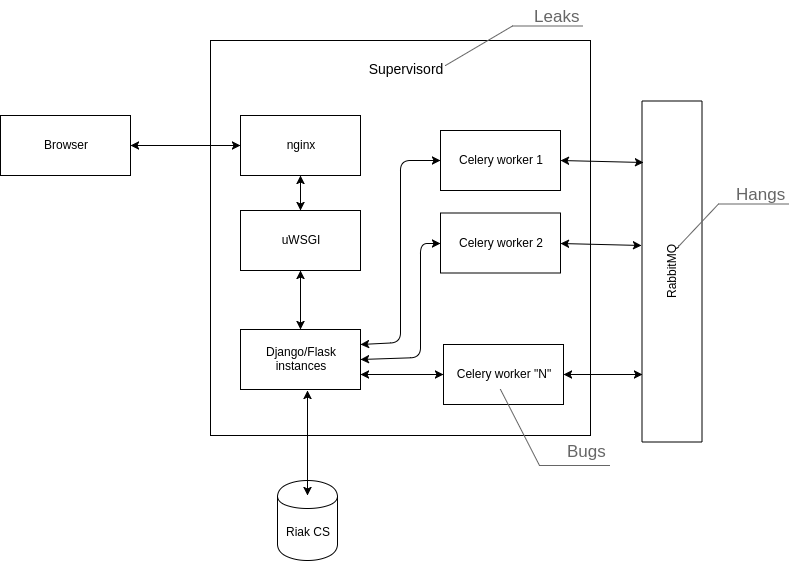 Leaks
Supervisord
Browser
nginx
Celery worker 1
Hangs
uWSGI
Celery worker 2
RabbitMQ
Django/Flask
instances
Celery worker "N"
Bugs
Riak CS